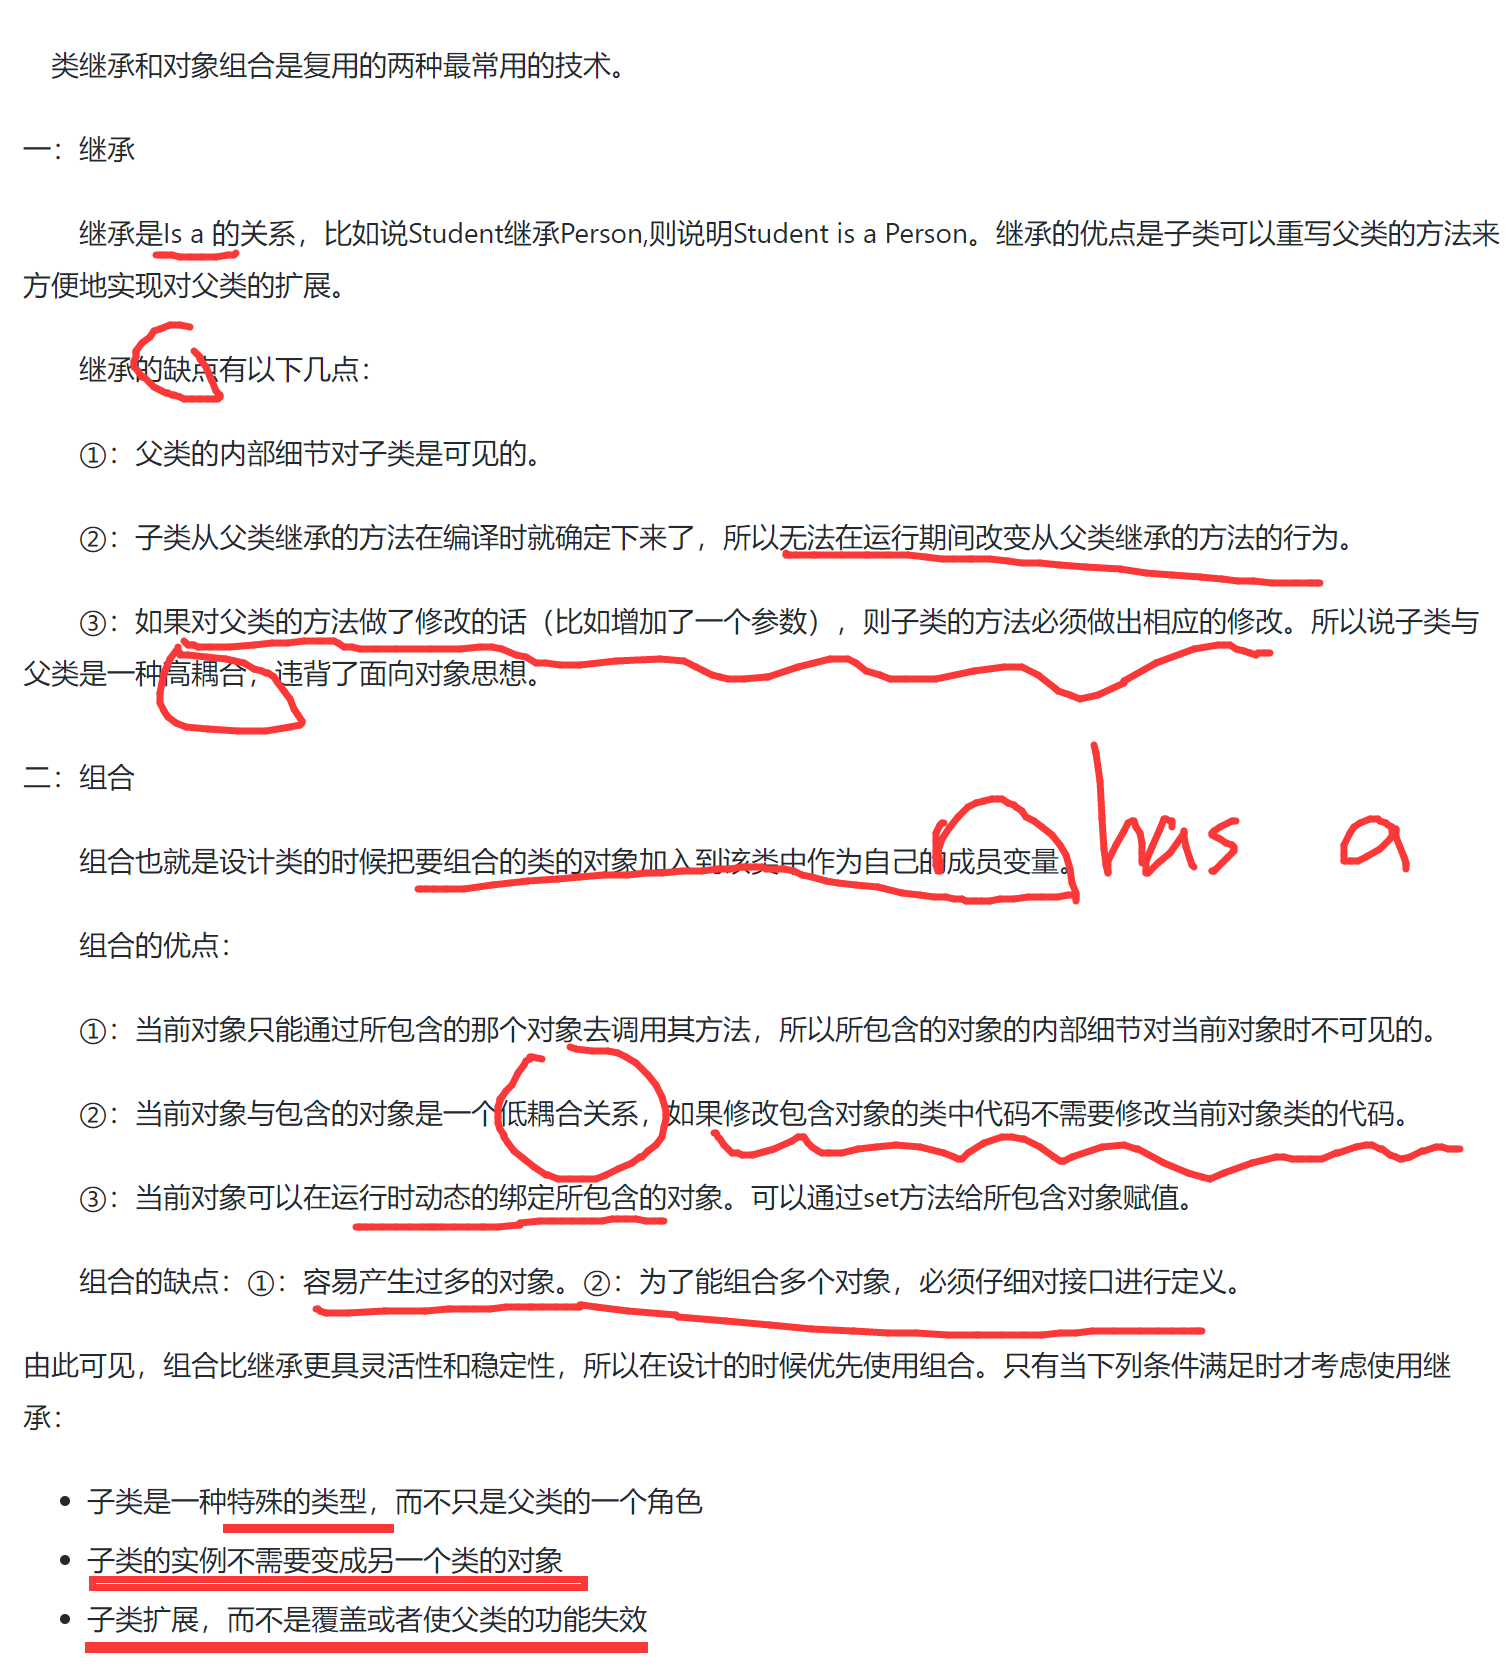 类继承和对象组合是复用的两种最常用的技术。
一：继承
继承是Is a 的关系，比如说Student继承Person,则说明Student is a Person。继承的优点是子类可以重写父类的方法来
方便地实现对父类的扩展。
继承的缺点有以下几点：
①：父类的内部细节对子类是可见的。
②：子类从父类继承的方法在编译时就确定下来了，所以无法在运行期间改变从父类继承的方法的行为。
③：如果对父类的方法做了修改的话（比如增加了一个参数），则子类的方法必须做出相应的修改。所以说子类与
父类是一种高耦合，违背了面向对象思想。
二：组合
has a
组合也就是设计类的时候把要组合的类的对象加入到该类中作为自己的成员变量。
组合的优点：
①：当前对象只能通过所包含的那个对象去调用其方法，所以所包含的对象的内部细节对当前对象时不可见的。
②：当前对象与包含的对象是一个低耦合关系，如果修改包含对象的类中代码不需要修改当前对象类的代码。
③：当前对象可以在运行时动态的绑定所包含的对象。可以通过set方法给所包含对象赋值。
组合的缺点：①：容易产生过多的对象。②：为了能组合多个对象，必须仔细对接口进行定义。
由此可见，组合比继承更具灵活性和稳定性，所以在设计的时候优先使用组合。只有当下列条件满足时才考虑使用继
承：
• 子类是一种特殊的类型，而不只是父类的一个角色
• 子类的实例不需要变成另一个类的对象
• 子类扩展，而不是覆盖或者使父类的功能失效